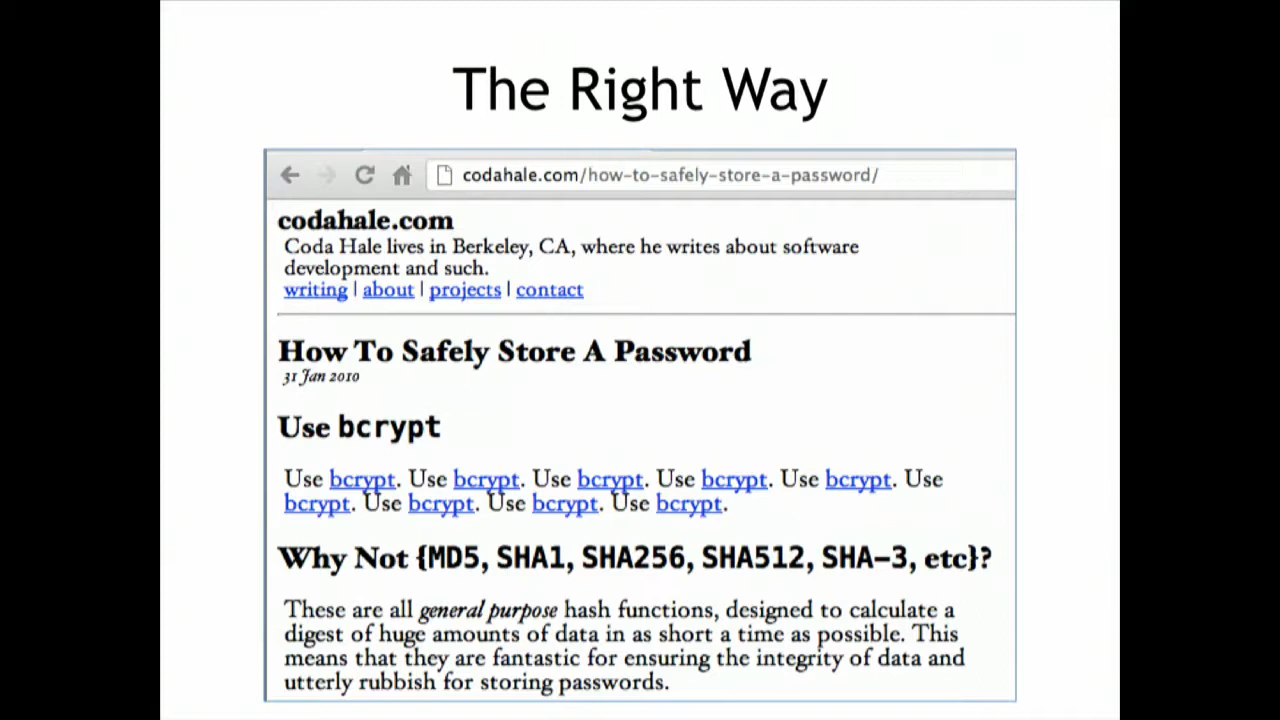 The Right Way
codahale.com/how-to-safely-store-a-password/
codahale.com
Coda Hale lives in Berkeley, CA, where he writes about software
development and such.
writing | about | projects | contact
How To Safely Store A Password
31 Jan 2010
Use bcrypt
Use bcrypt. Use bcrypt. Use bcrypt. Use bcrypt. Use bcrypt. Use
bcrypt. Use bcrypt. Use bcrypt. Use bcrypt.
Why Not {MD5, SHA1, SHA256, SHA512, SHA-3, etc}?
These are all general purpose hash functions, designed to calculate a
digest of huge amounts of data in as short a time as possible. This
means that they are fantastic for ensuring the integrity of data and
utterly rubbish for storing passwords.